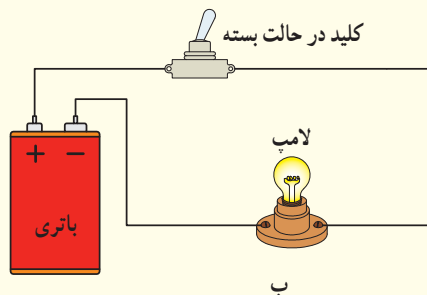 کلید در حالت بسته
لامپ
+ −
باتری
ب